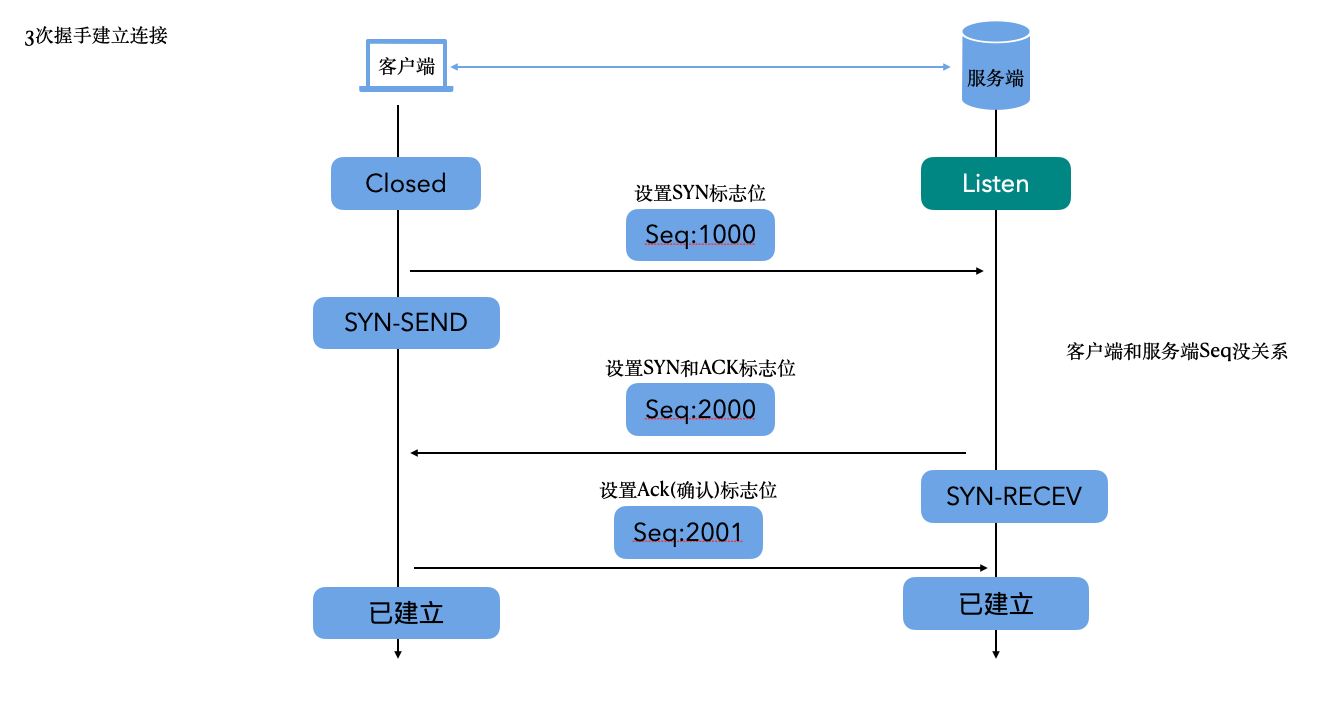 3次握手建立连接
客户端
服务端
Closed
Listen
设置SYN标志位
Seq:1000
SYN-SEND
客户端和服务端Seq没关系
设置SYN和ACK标志位
Seq:2000
设置Ack(确认)标志位
SYN-RECEV
Seq:2001
已建立
已建立